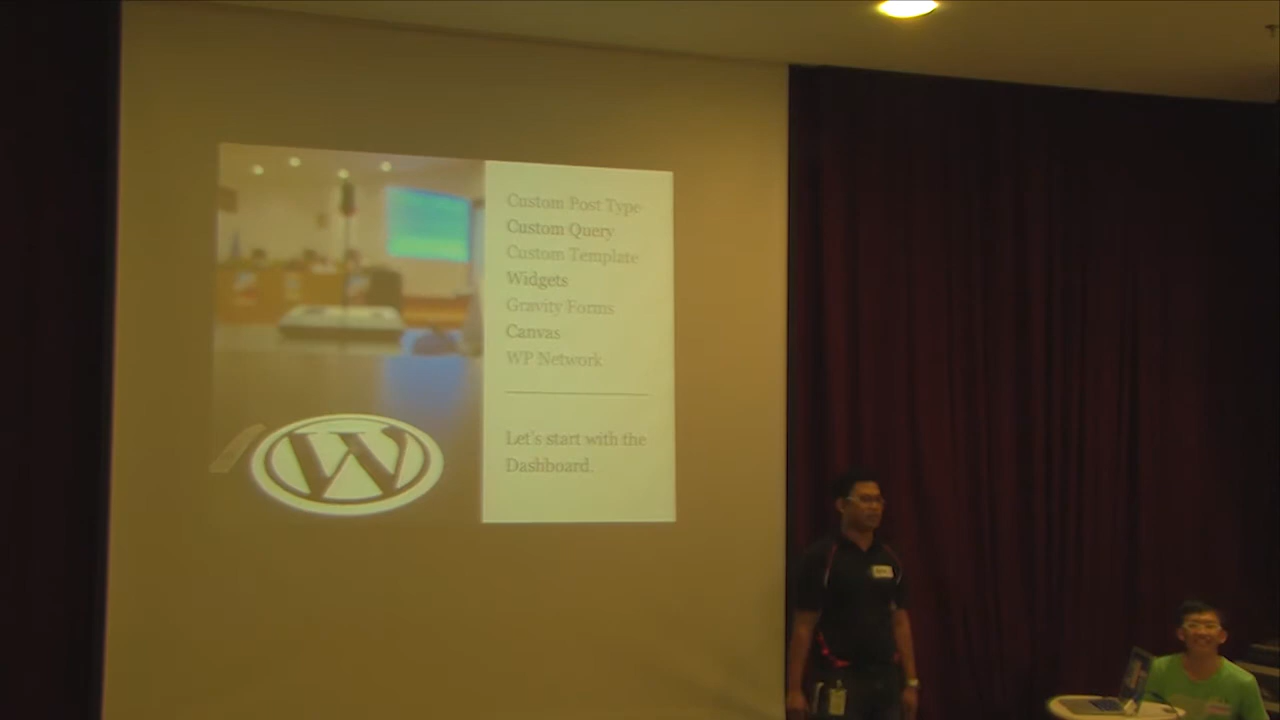 Custom Post Type
Custom Query
Custom Template
Widgets
Gravity Forms
Canvas
WP Network
Let's start with the
Dashboard.
W